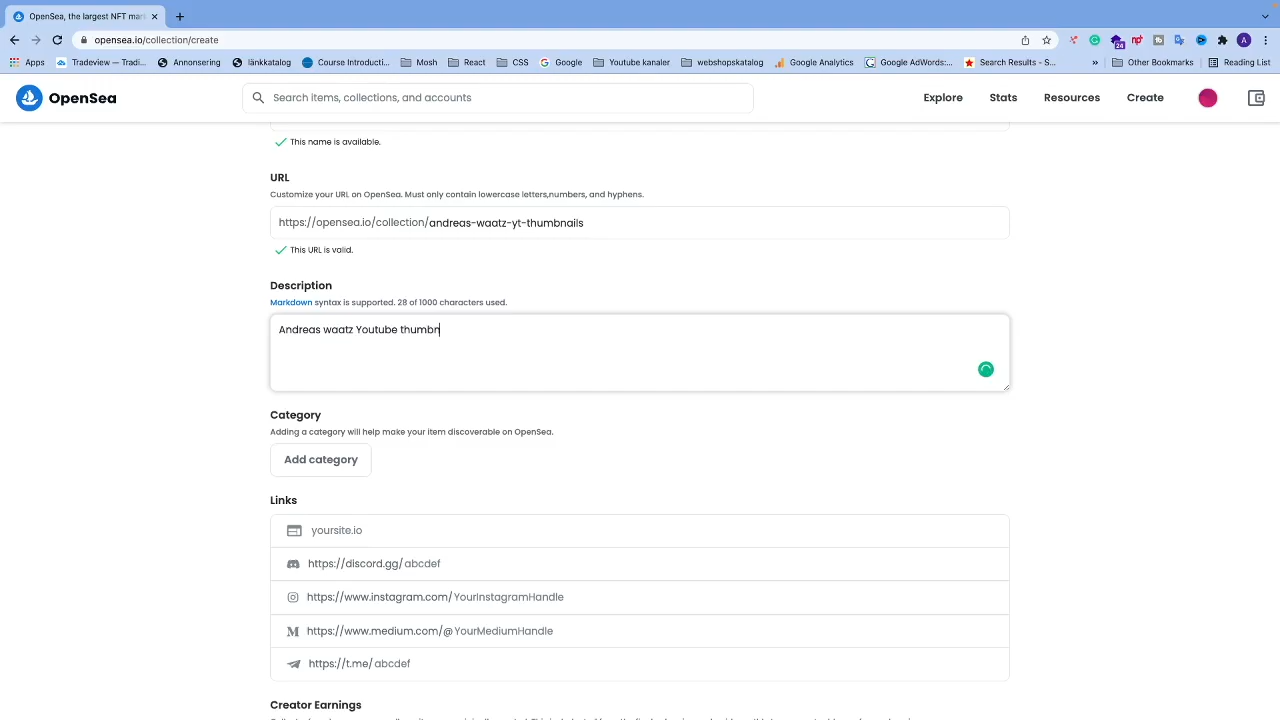 OpenSea, the largest NFT mar
opensea.io/collection/create
24
A
Apps
Tradeview – Tradi...
Annonsering
länkkatalog
Course Introducti...
Mosh
React
CSS
Google
Youtube kanaler
webshopskatalog
Google Analytics
Google AdWords:...
Search Results - S...
»
Other Bookmarks
Reading List
OpenSea
Search items, collections, and accounts
Explore
Stats
Resources
Create
This name is available.
URL
Customize your URL on OpenSea. Must only contain lowercase letters,numbers, and hyphens.
https://opensea.io/collection/andreas-waatz-yt-thumbnails
This URL is valid.
Description
Markdown syntax is supported. 28 of 1000 characters used.
Andreas waatz Youtube thumbn
Category
Adding a category will help make your item discoverable on OpenSea.
Add category
Links
yoursite.io
https://discord.gg/abcdef
https://www.instagram.com/YourInstagramHandle
https://www.medium.com/@YourMediumHandle
https://t.me/abcdef
Creator Earnings